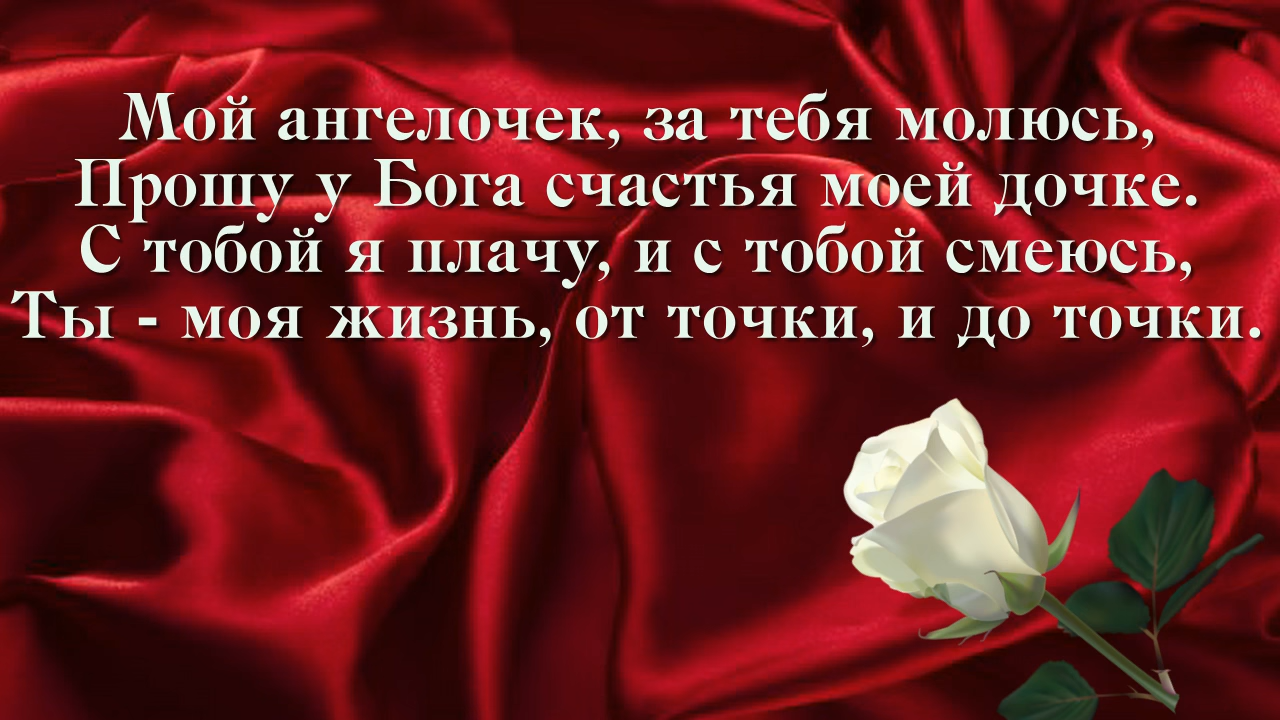 Мой ангелочек, за тебя молюсь,
Прошу у Бога счастья моей дочке.
С тобой я плачу, и с тобой смеюсь,
Ты - моя жизнь, от точки, и до точки.